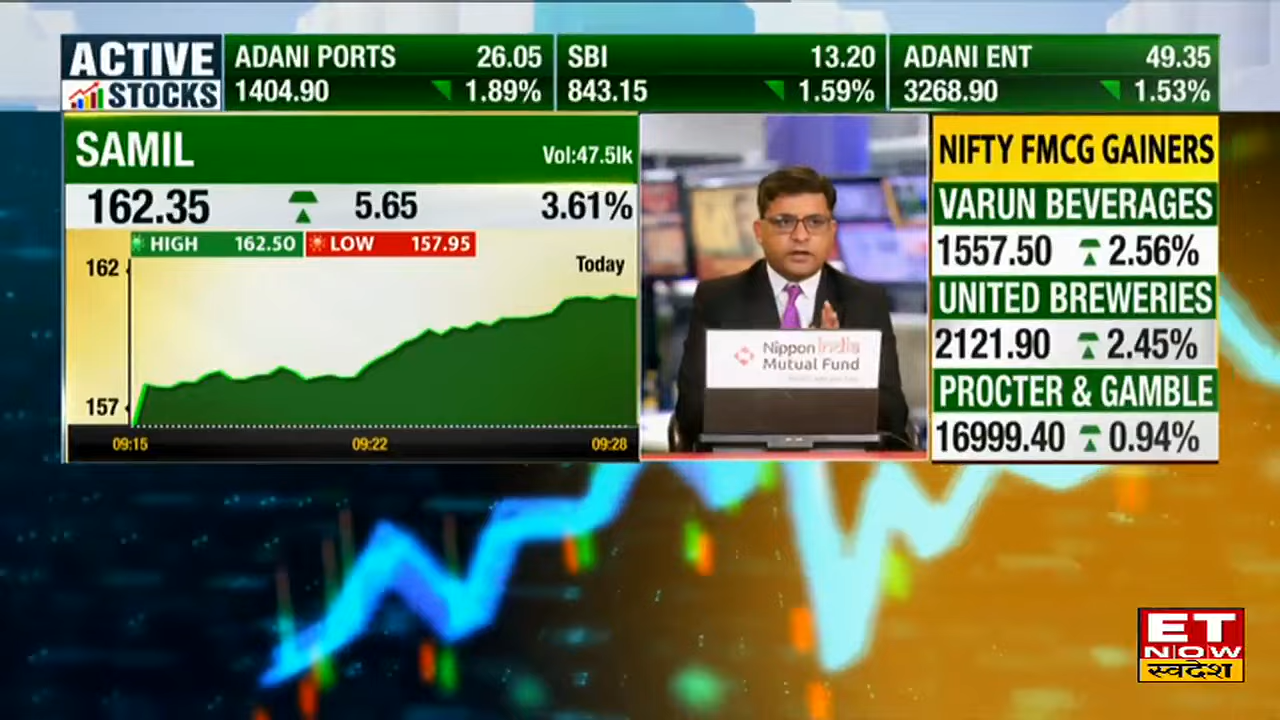 ACTIVE STOCKS
ADANI PORTS 26.05
1404.90 1.89%
SBI 13.20
843.15 1.59%
ADANI ENT 49.35
3268.90 1.53%
SAMIL
Vol:47.5lk
162.35 5.65 3.61%
HIGH 162.50 LOW 157.95
Today
162
157
09:15 09:22 09:28
Nippon india
Mutual Fund
NIFTY FMCG GAINERS
VARUN BEVERAGES
1557.50 2.56%
UNITED BREWERIES
2121.90 2.45%
PROCTER & GAMBLE
16999.40 0.94%
ET
NOW
स्वदेश